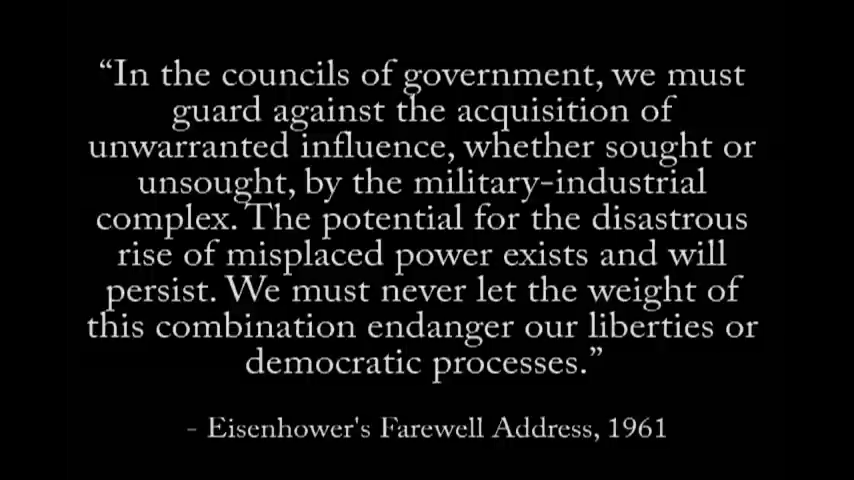 “In the councils of government, we must
guard against the acquisition of
unwarranted influence, whether sought or
unsought, by the military-industrial
complex. The potential for the disastrous
rise of misplaced power exists and will
persist. We must never let the weight of
this combination endanger our liberties or
democratic processes.”
- Eisenhower's Farewell Address, 1961